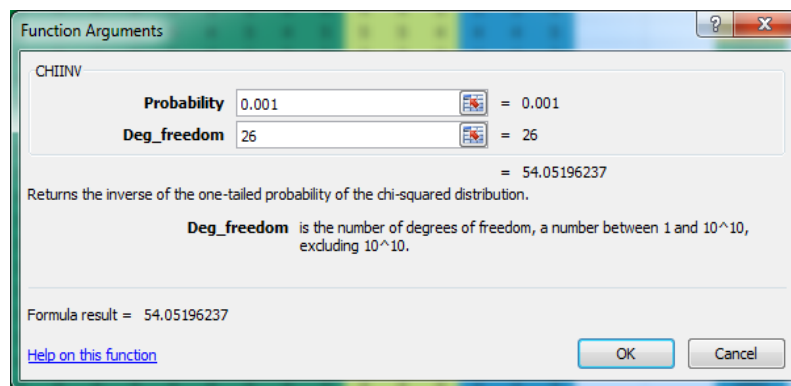 Function Arguments
CHIINV
Probability 0.001 = 0.001
Deg_freedom 26 = 26
= 54.05196237
Returns the inverse of the one-tailed probability of the chi-squared distribution.
Deg_freedom is the number of degrees of freedom, a number between 1 and 10^10,
excluding 10^10.
Formula result = 54.05196237
Help on this function
OK Cancel